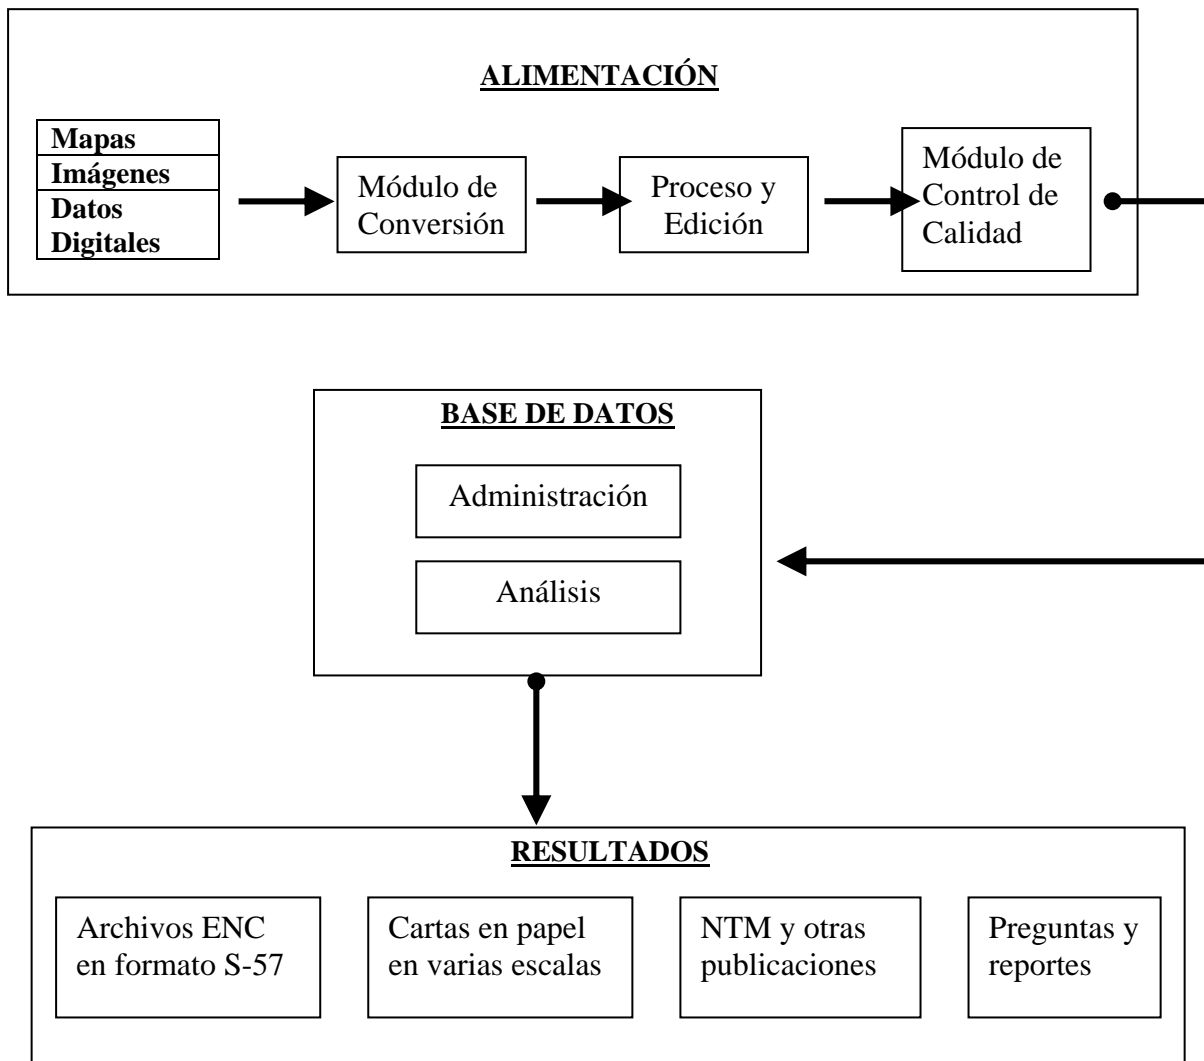 ALIMENTACIÓN
Mapas
Imágenes
Datos
Digitales
Módulo de
Conversión
Proceso y
Edición
Módulo de
Control de
Calidad
BASE DE DATOS
Administración
Análisis
RESULTADOS
Archivos ENC
en formato S-57
Cartas en papel
en varias escalas
NTM y otras
publicaciones
Preguntas y
reportes